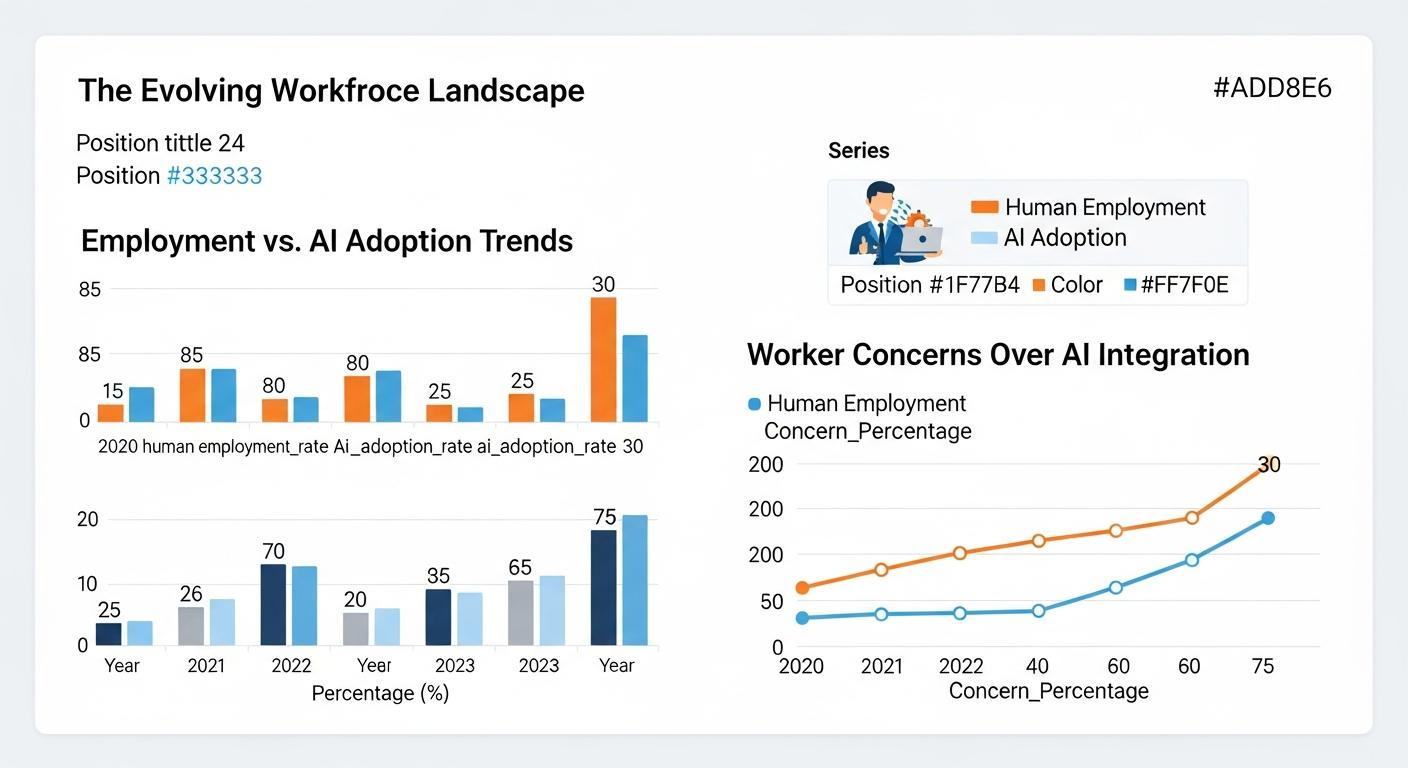 The Evolving Workfroce Landscape
#ADD8E6
Position tittle 24
Position #333333
Series
Human Employment
AI Adoption
Position #1F77B4 Color #FF7F0E
Employment vs. AI Adoption Trends
85
85
0
15
85
80
80
25
25
30
2020 human employment_rate Ai_adoption_rate ai_adoption_rate 30
20
10
0
25
26
70
20
35
65
75
Year 2021 2022 Year 2023 2023 Year
Percentage (%)
Worker Concerns Over AI Integration
Human Employment
Concern_Percentage
200
200
200
50
0
30
2020 2021 2022 40 60 60 75
Concern_Percentage